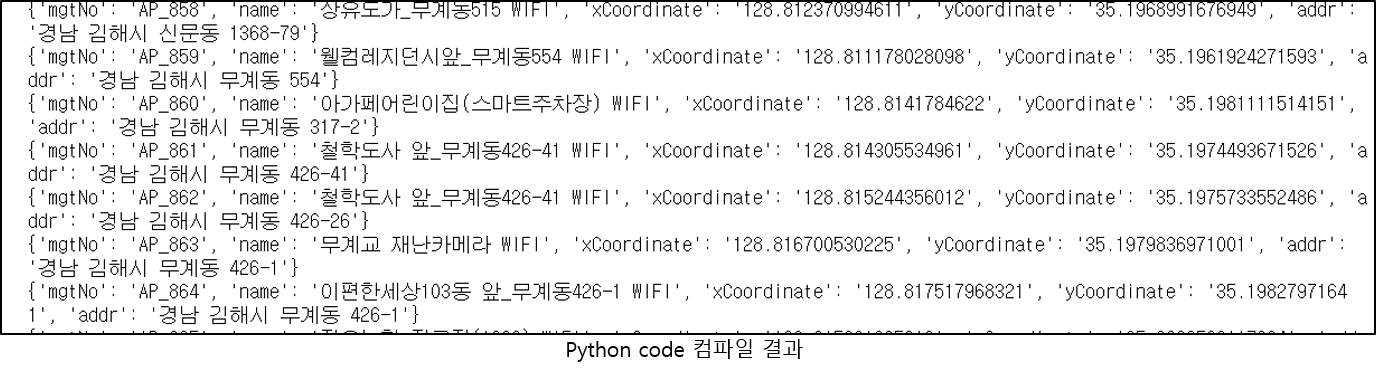 {'mgtNo': 'AP_858', 'name': '장유도가_무계동515 WIFI', 'xCoordinate': '128.812370994611', 'yCoordinate': '35.1968991676949', 'addr':
'경남 김해시 신문동 1368-79'}
{'mgtNo': 'AP_859', 'name': '웰컴레지던시앞_무계동554 WIFI', 'xCoordinate': '128.811178028098', 'yCoordinate': '35.1961924271593', 'a
ddr': '경남 김해시 무계동 554'}
{'mgtNo': 'AP_860', 'name': '아가페어린이집(스마트주차장) WIFI', 'xCoordinate': '128.8141784622', 'yCoordinate': '35.1981111514151',
'addr': '경남 김해시 무계동 317-2'}
{'mgtNo': 'AP_861', 'name': '철학도사 앞_무계동426-41 WIFI', 'xCoordinate': '128.814305534961', 'yCoordinate': '35.1974493671526', 'a
ddr': '경남 김해시 무계동 426-41'}
{'mgtNo': 'AP_862', 'name': '철학도사 앞_무계동426-41 WIFI', 'xCoordinate': '128.815244356012', 'yCoordinate': '35.1975733552486', 'a
ddr': '경남 김해시 무계동 426-26'}
{'mgtNo': 'AP_863', 'name': '무계교 재난카메라 WIFI', 'xCoordinate': '128.816700530225', 'yCoordinate': '35.1979836971001', 'addr':
'경남 김해시 무계동 426-1'}
{'mgtNo': 'AP_864', 'name': '이편한세상103동 앞_무계동426-1 WIFI', 'xCoordinate': '128.817517968321', 'yCoordinate': '35.1982797164
1', 'addr': '경남 김해시 무계동 426-1'}
Python code 컴파일 결과